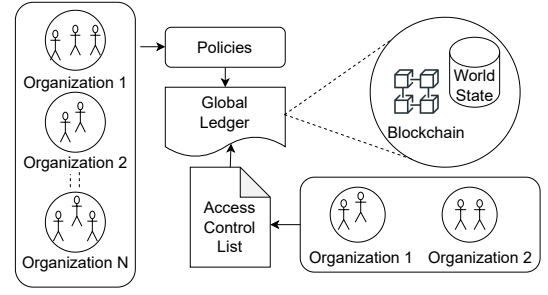 Organization 1
Organization 2
Organization N
Policies
Global
Ledger
Access
Control
List
Blockchain
World
State
Organization 1
Organization 2